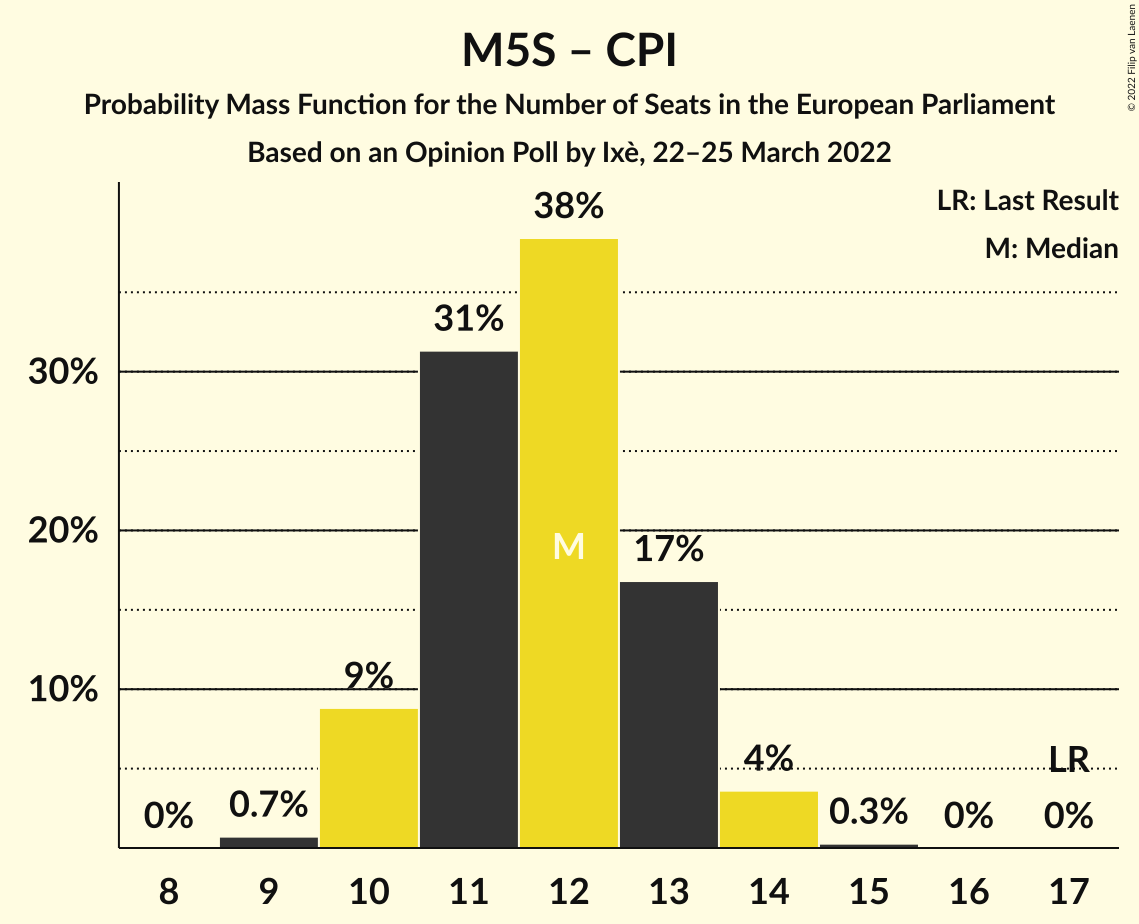 M5S – CPI
Probability Mass Function for the Number of Seats in the European Parliament
Based on an Opinion Poll by Ixè, 22–25 March 2022
© 2022 Filip van Laenen
LR: Last Result
M: Median
38%
31%
30%
20%
M
17%
9%
10%
4%
LR
0%
0.7%
0.3%
0%
0%
8 9 10 11 12 13 14 15 16 17